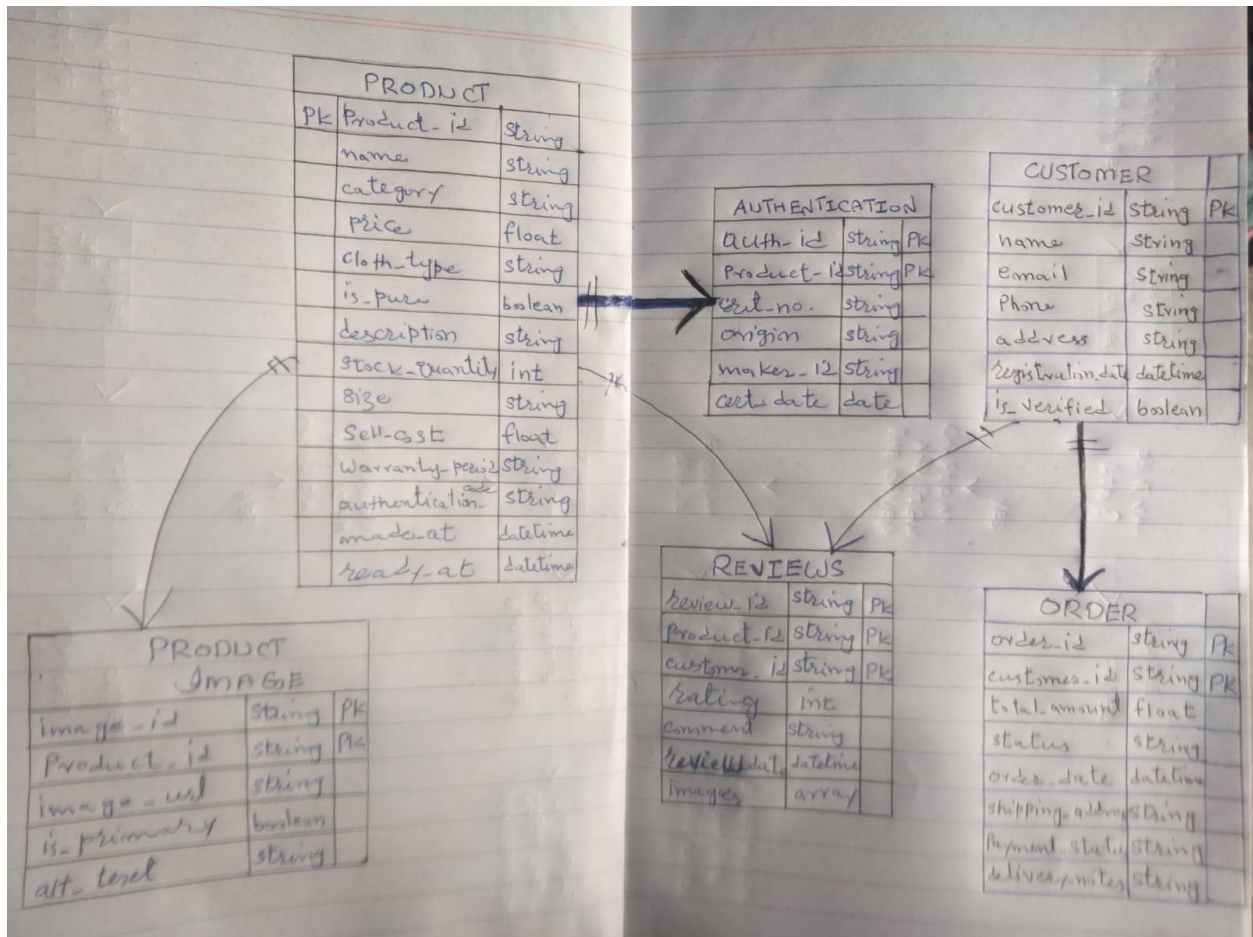 PRODUCT
PK Product_id string
name string
category string
price float
cloth_type string
is_pure boolean
description string
stock_quantity int
size string
Sell-cost float
warranty_period string
authentication_code string
made_at datetime
ready_at datetime
AUTHENTICATION
auth_id string PK
Product_id string PK
cert_no. string
origin string
maker_id string
cert_date date
CUSTOMER
customer_id string PK
name string
email string
Phone string
address string
registration_date datetime
is_verified boolean
PRODUCT
IMAGE
image_id string PK
Product_id string PK
image_url string
is_primary boolean
alt_text string
REVIEWS
review_id string PK
Product_id string PK
customer_id string PK
rating int
comment string
review_dat datetime
images array
ORDER
order_id string PK
customer_id string PK
total_amount float
status string
order_date datetime
shipping_address string
Payment_status string
delivery_notes string